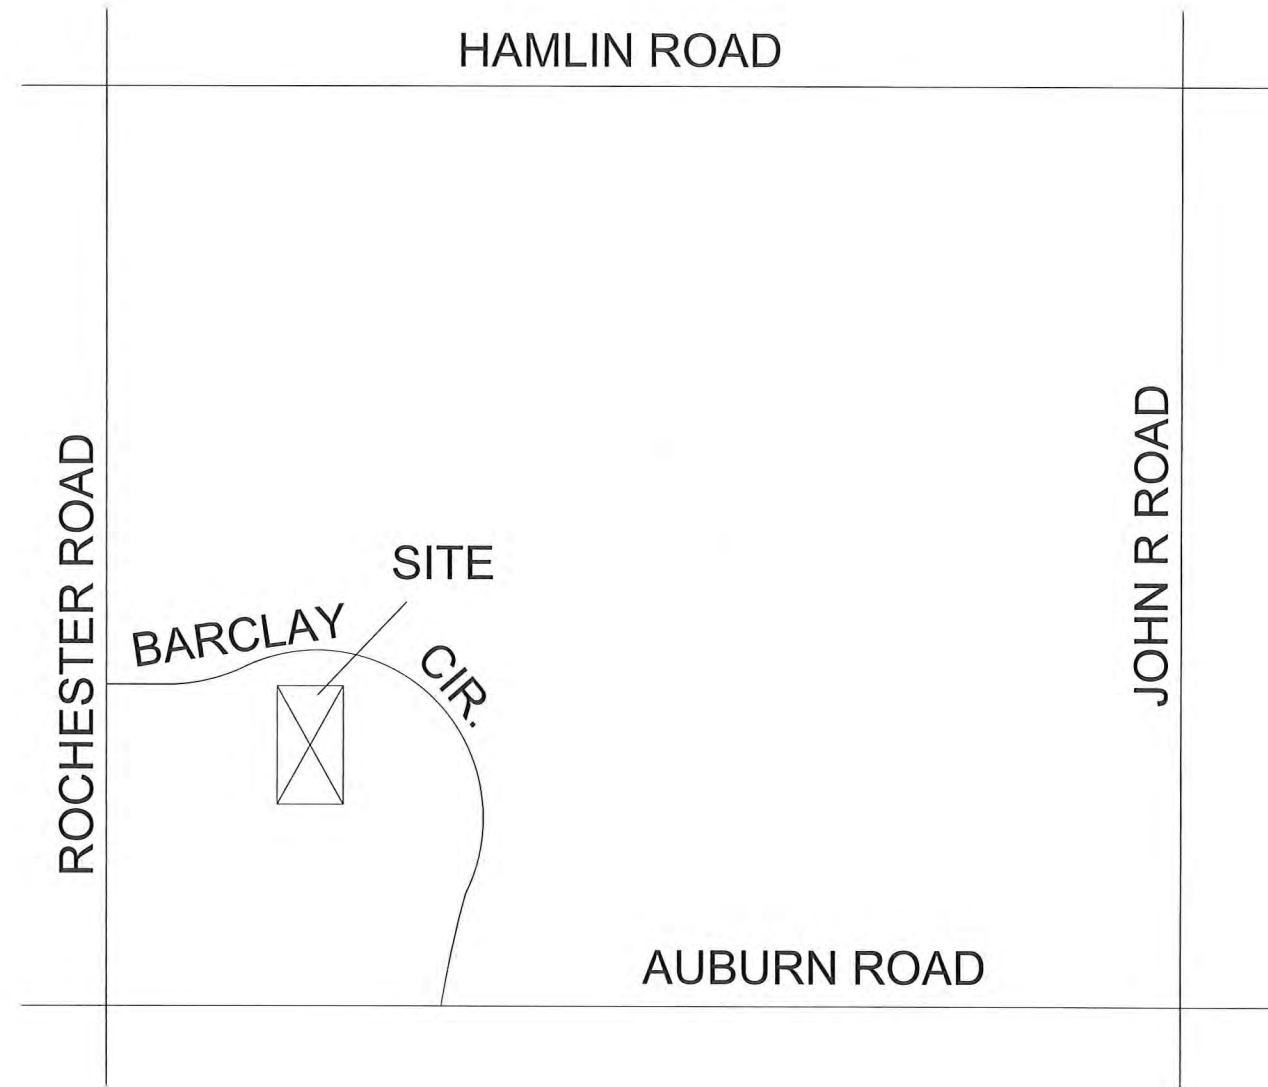 HAMLIN ROAD
JOHN R ROAD
ROCHESTER ROAD
SITE
BARCLAY CIR.
AUBURN ROAD